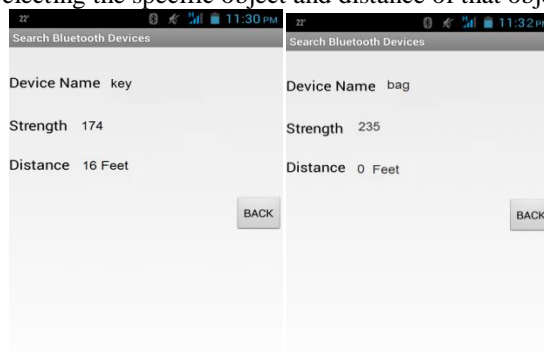 electing the specific object and distance of that obj
22°
11:30 PM
Search Bluetooth Devices
Device Name key
Strength 174
Distance 16 Feet
BACK
22°
11:32 PM
Search Bluetooth Devices
Device Name bag
Strength 235
Distance 0 Feet
BACK